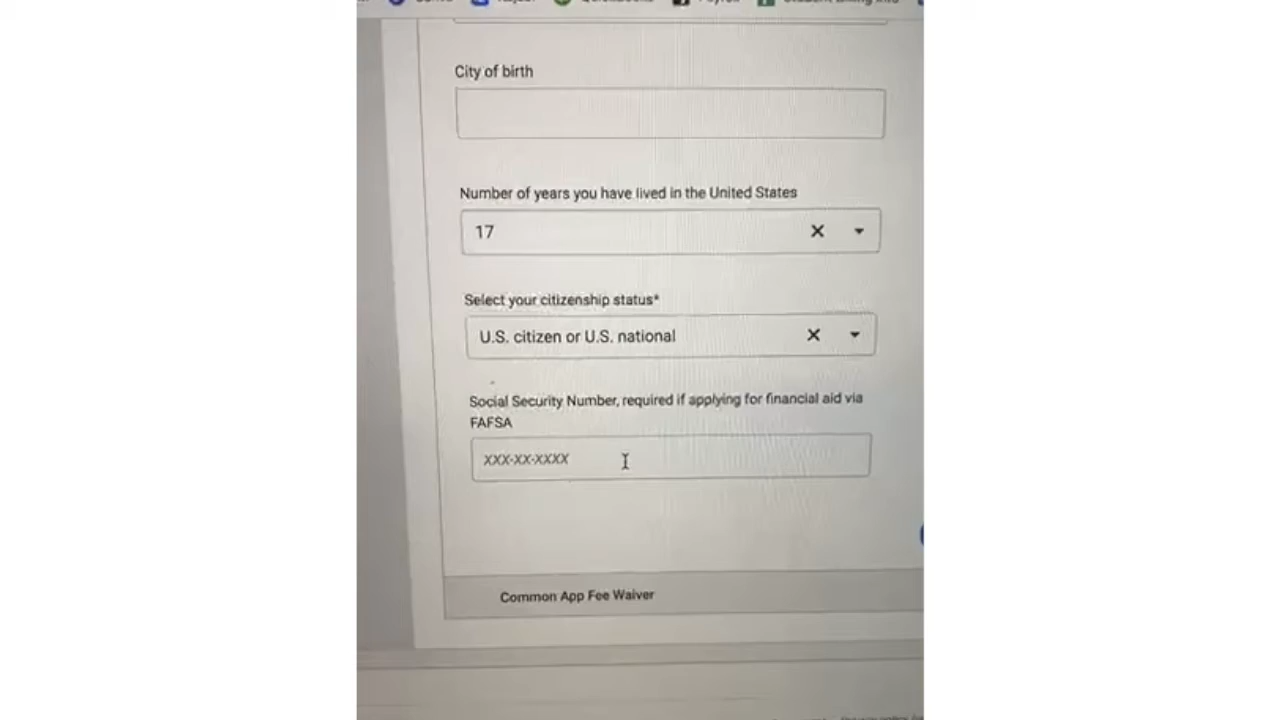 City of birth
Number of years you have lived in the United States
17
Select your citizenship status*
U.S. citizen or U.S. national
Social Security Number, required if applying for financial aid via
FAFSA
XXX-XX-XXXX
Common App Fee Waiver